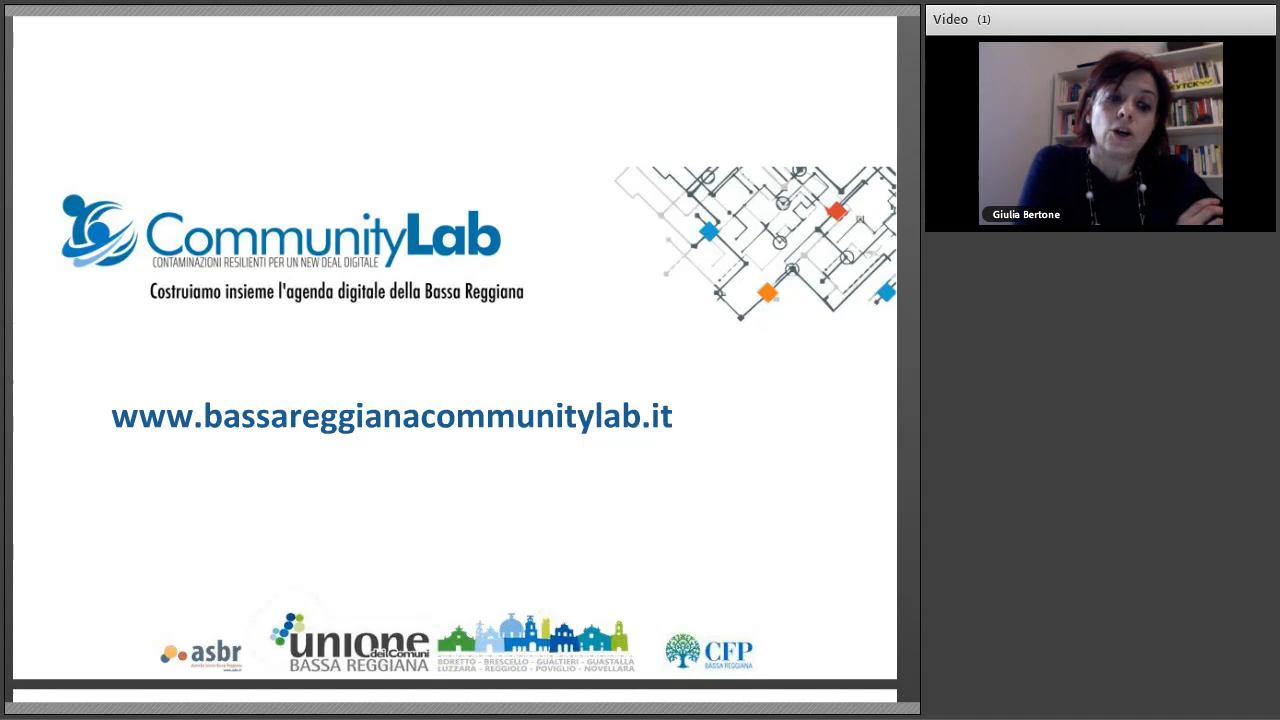 Video (1)
Giulia Bertone
CommunityLab
CONTAMINAZIONI RESILIENTI PER UN NEW DEAL DIGITALE
Costruiamo insieme l'agenda digitale della Bassa Reggiana
www.bassareggianacommunitylab.it
asbr
unione
dei Comuni
BASSA REGGIANA
BORETTO - BRESCELLO - GUALTIERI - GUASTALLA
LUZZARA - REGGIOLO - POVIGLIO - NOVELLARA
CFP
BASSA REGGIANA